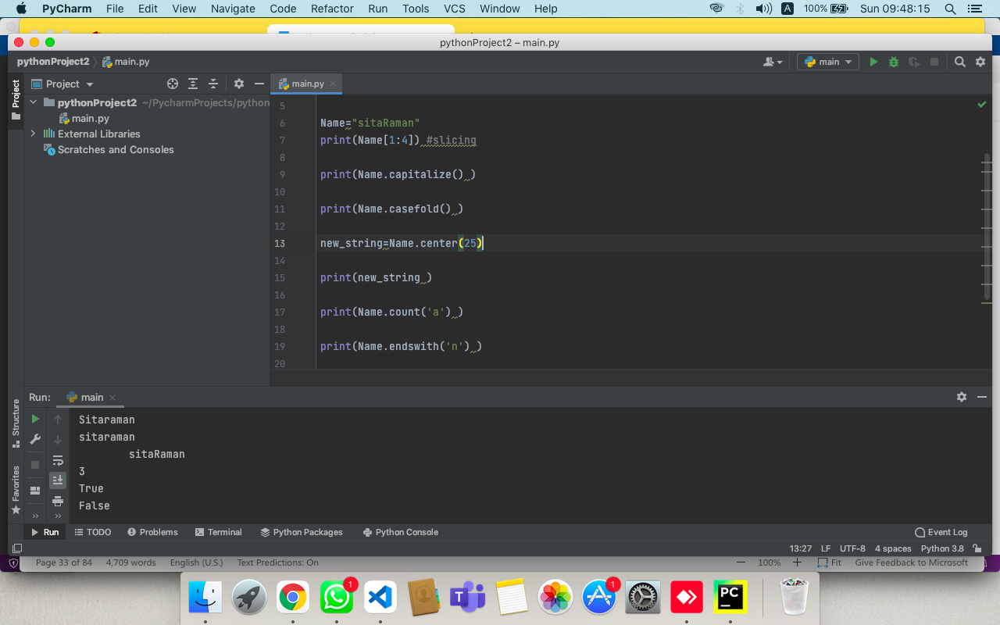 PyCharm File Edit View Navigate Code Refactor Run Tools VCS Window Help A 100% Sun 09:48:15
pythonProject2 – main.py
pythonProject2 main.py main
Project
Project
main.py
pythonProject2 ~/PycharmProjects/python
main.py
External Libraries
Scratches and Consoles
5
6 Name="sitaRaman"
7 print(Name[1:4]) #slicing
8
9 print(Name.capitalize() )
10
11 print(Name.casefold() )
12
13 new_string=Name.center(25)
14
15 print(new_string )
16
17 print(Name.count('a') )
18
19 print(Name.endswith('n') )
20
Run: main
Structure
Favorites
Sitaraman
sitaraman
        sitaRaman
3
True
False
Run TODO Problems Terminal Python Packages Python Console Event Log
13:27 LF UTF-8 4 spaces Python 3.8
Page 33 of 84 4,709 words English (U.S.) Text Predictions: On 100% Fit Give Feedback to Microsoft
1
1
PC